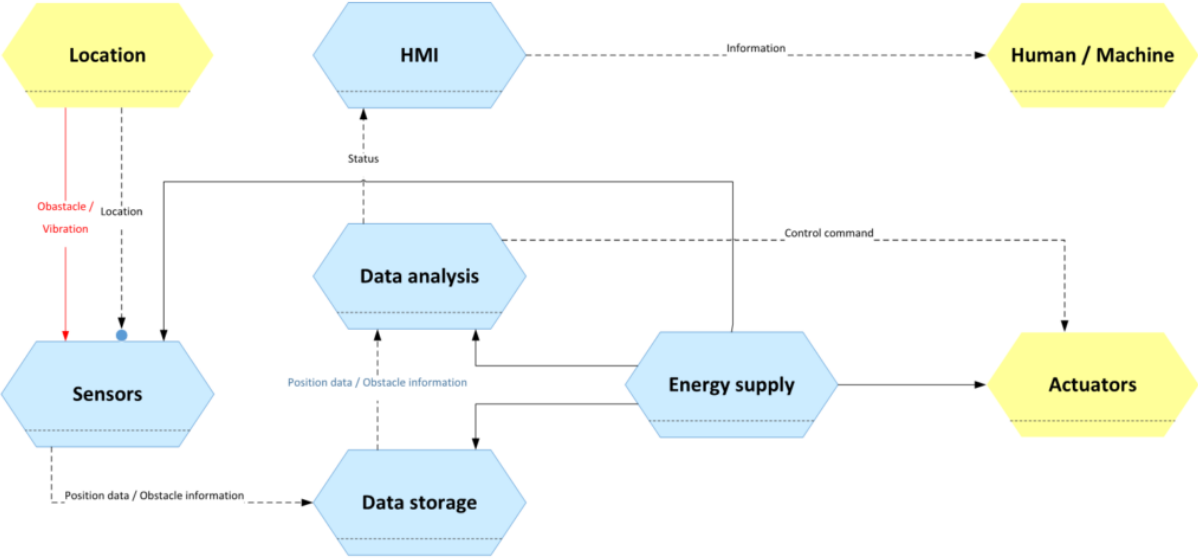 Location
HMI
Human / Machine
Information
Status
Obastacle /
Vibration
Location
Control command
Data analysis
Position data / Obstacle information
Energy supply
Actuators
Sensors
Position data / Obstacle information
Data storage